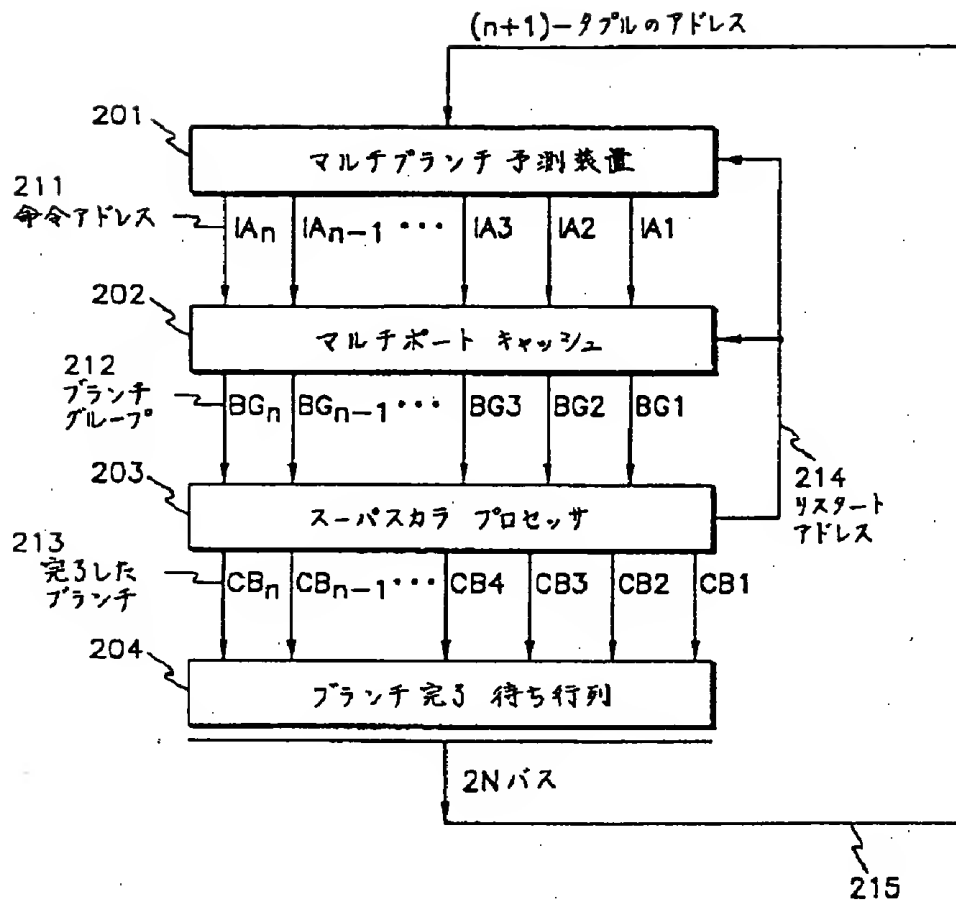 (n+1)-タプルのアドレス
201
マルチブランチ 予測装置
211
命令アドレス
IAn IAn-1 ・・・ IA3 IA2 IA1
202
マルチポート キャッシュ
212
ブランチ
グループ
BGn BGn-1 ・・・ BG3 BG2 BG1
214
リスタート
アドレス
203
スーパスカラ プロセッサ
213
完了した
ブランチ
CBn CBn-1 ・・・ CB4 CB3 CB2 CB1
204
ブランチ完了 待ち行列
2Nバス
215